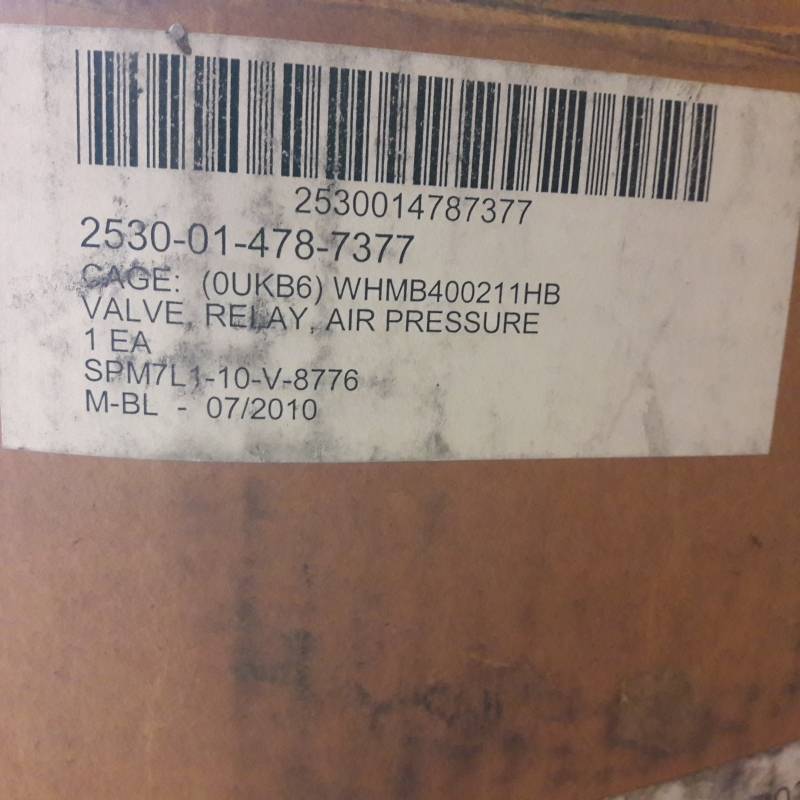 2530014787377
2530-01-478-7377
CAGE: (0UKB6) WHMB400211HB
VALVE, RELAY, AIR PRESSURE
1 EA
SPM7L1-10-V-8776
M-BL - 07/2010